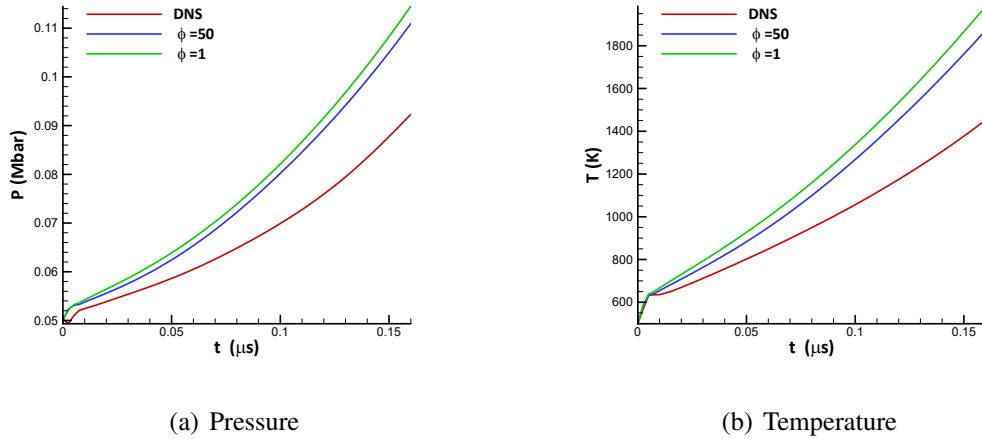 DNS
ϕ =50
ϕ =1
0.11
0.1
0.09
0.08
0.07
0.06
0.05
P (Mbar)
0
0.05
0.1
0.15
t (μs)
(a) Pressure
DNS
ϕ =50
ϕ =1
1800
1600
1400
1200
1000
800
600
T (K)
0
0.05
0.1
0.15
t (μs)
(b) Temperature